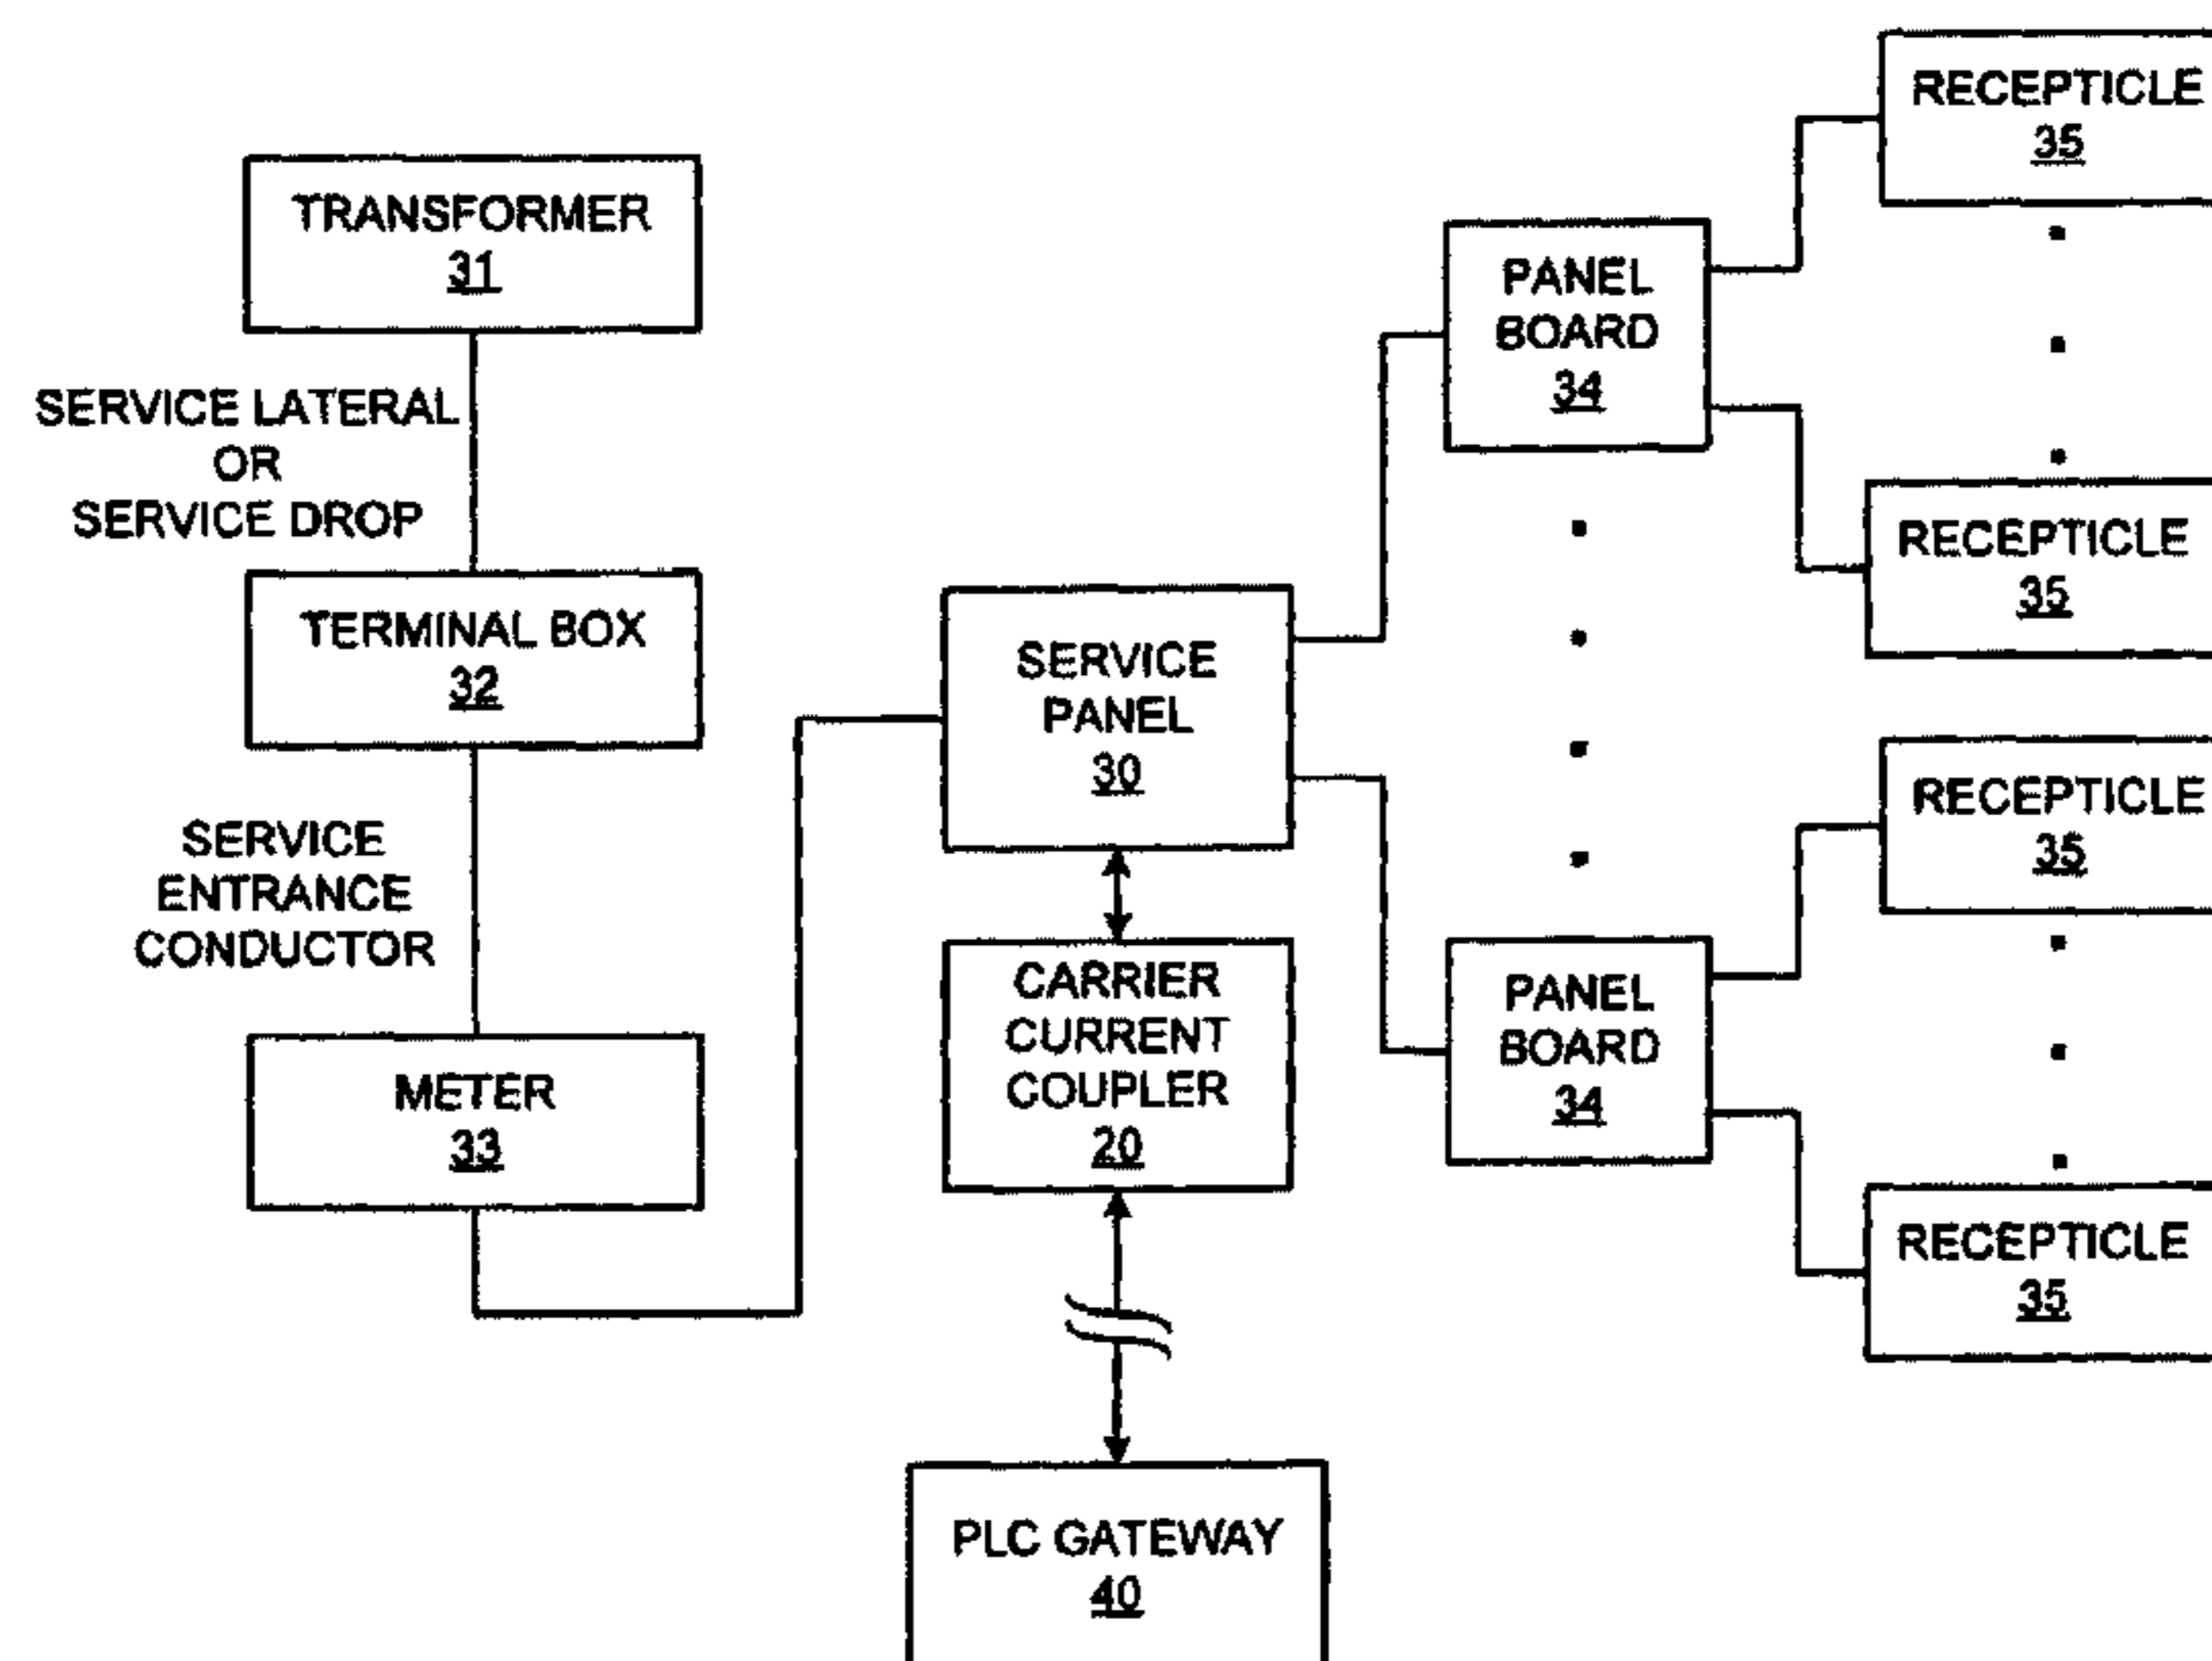 TRANSFORMER
31
SERVICE LATERAL
OR
SERVICE DROP
TERMINAL BOX
32
SERVICE
ENTRANCE
CONDUCTOR
METER
33
SERVICE
PANEL
30
CARRIER
CURRENT
COUPLER
20
PLC GATEWAY
40
PANEL
BOARD
34
PANEL
BOARD
34
RECEPTICLE
35
RECEPTICLE
35
RECEPTICLE
35
RECEPTICLE
35